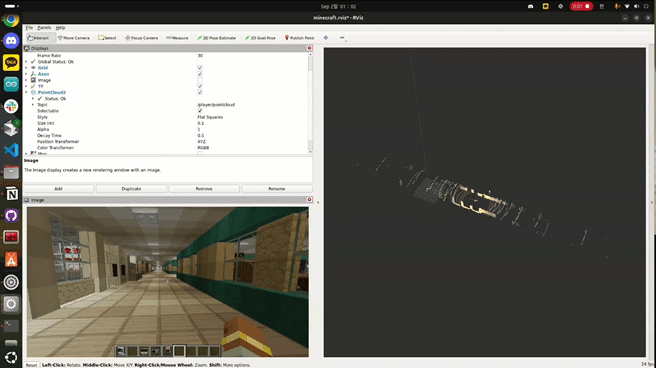 Sep 2일 01:02
0:01
minecraft.rviz* - RViz
File Panels Help
Interact Move Camera Select Focus Camera Measure 2D Pose Estimate 2D Goal Pose Publish Point
Displays
Frame Rate 30
Global Status: Ok
Grid
Axes
Image
TF
PointCloud2
Status: Ok
Topic /player/pointcloud
Selectable
Style Flat Squares
Size (m) 0.1
Alpha 1
Decay Time 0.5
Position Transformer XYZ
Color Transformer RGB8
Image
The Image display creates a new rendering window with an image.
Add Duplicate Remove Rename
Image
Reset Left-Click: Rotate. Middle-Click: Move X/Y. Right-Click/Mouse Wheel: Zoom. Shift: More options.
24 fps